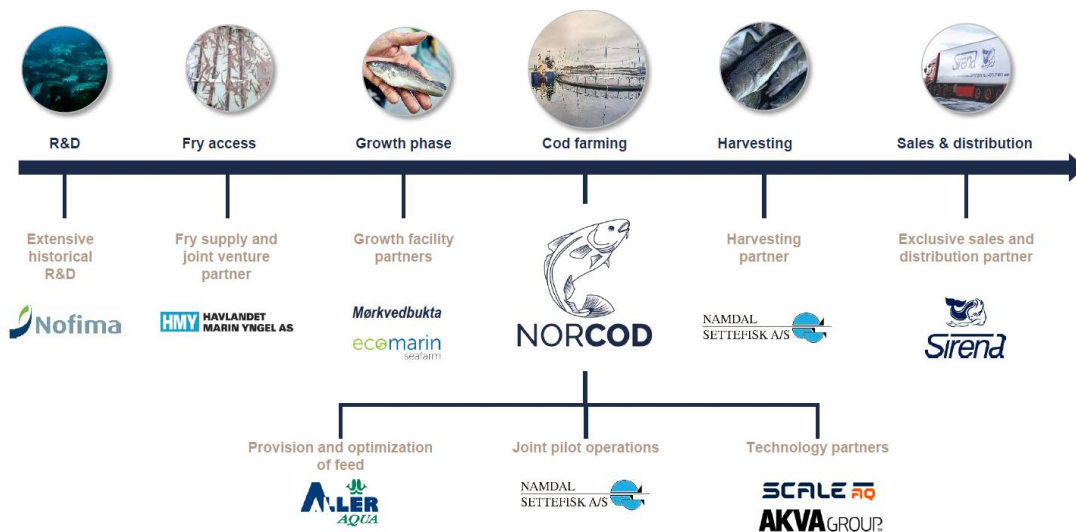 R&D
Fry access
Growth phase
Cod farming
Harvesting
Sales & distribution
Extensive
historical
R&D
Nofima
Fry supply and
joint venture
partner
HMY HAVLANDET
MARIN YNGEL AS
Growth facility
partners
Mørkvedbukta
ecomarin
seafarm
NORCOD
Harvesting
partner
NAMDAL
SETTEFISK A/S
Exclusive sales and
distribution partner
Sirena
Provision and optimization
of feed
ALLER
AQUA
Joint pilot operations
NAMDAL
SETTEFISK A/S
Technology partners
SCALE AQ
AKVA GROUP